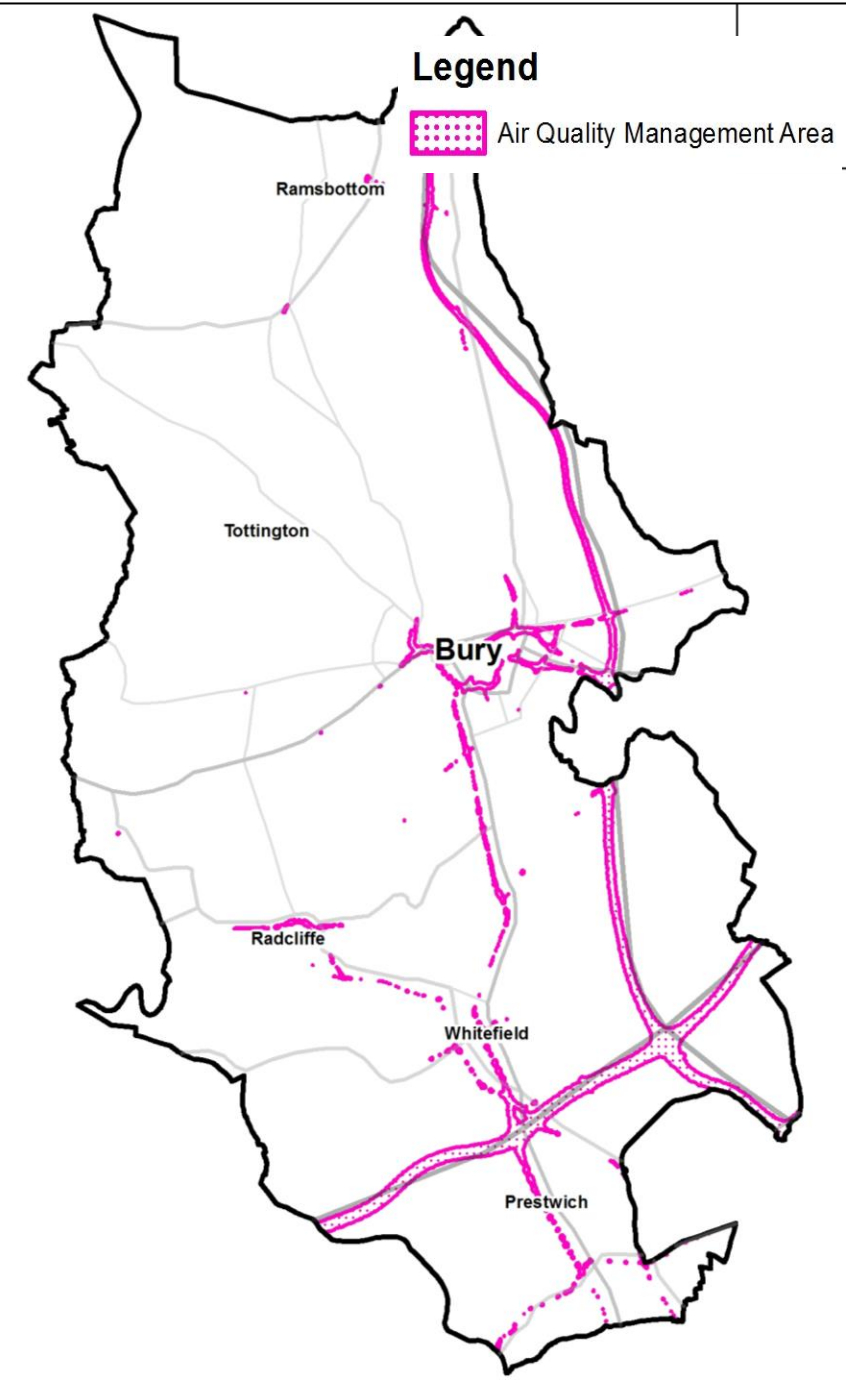 Legend
Air Quality Management Area
Ramsbottom
Tottington
Bury
Radcliffe
Whitefield
Prestwich